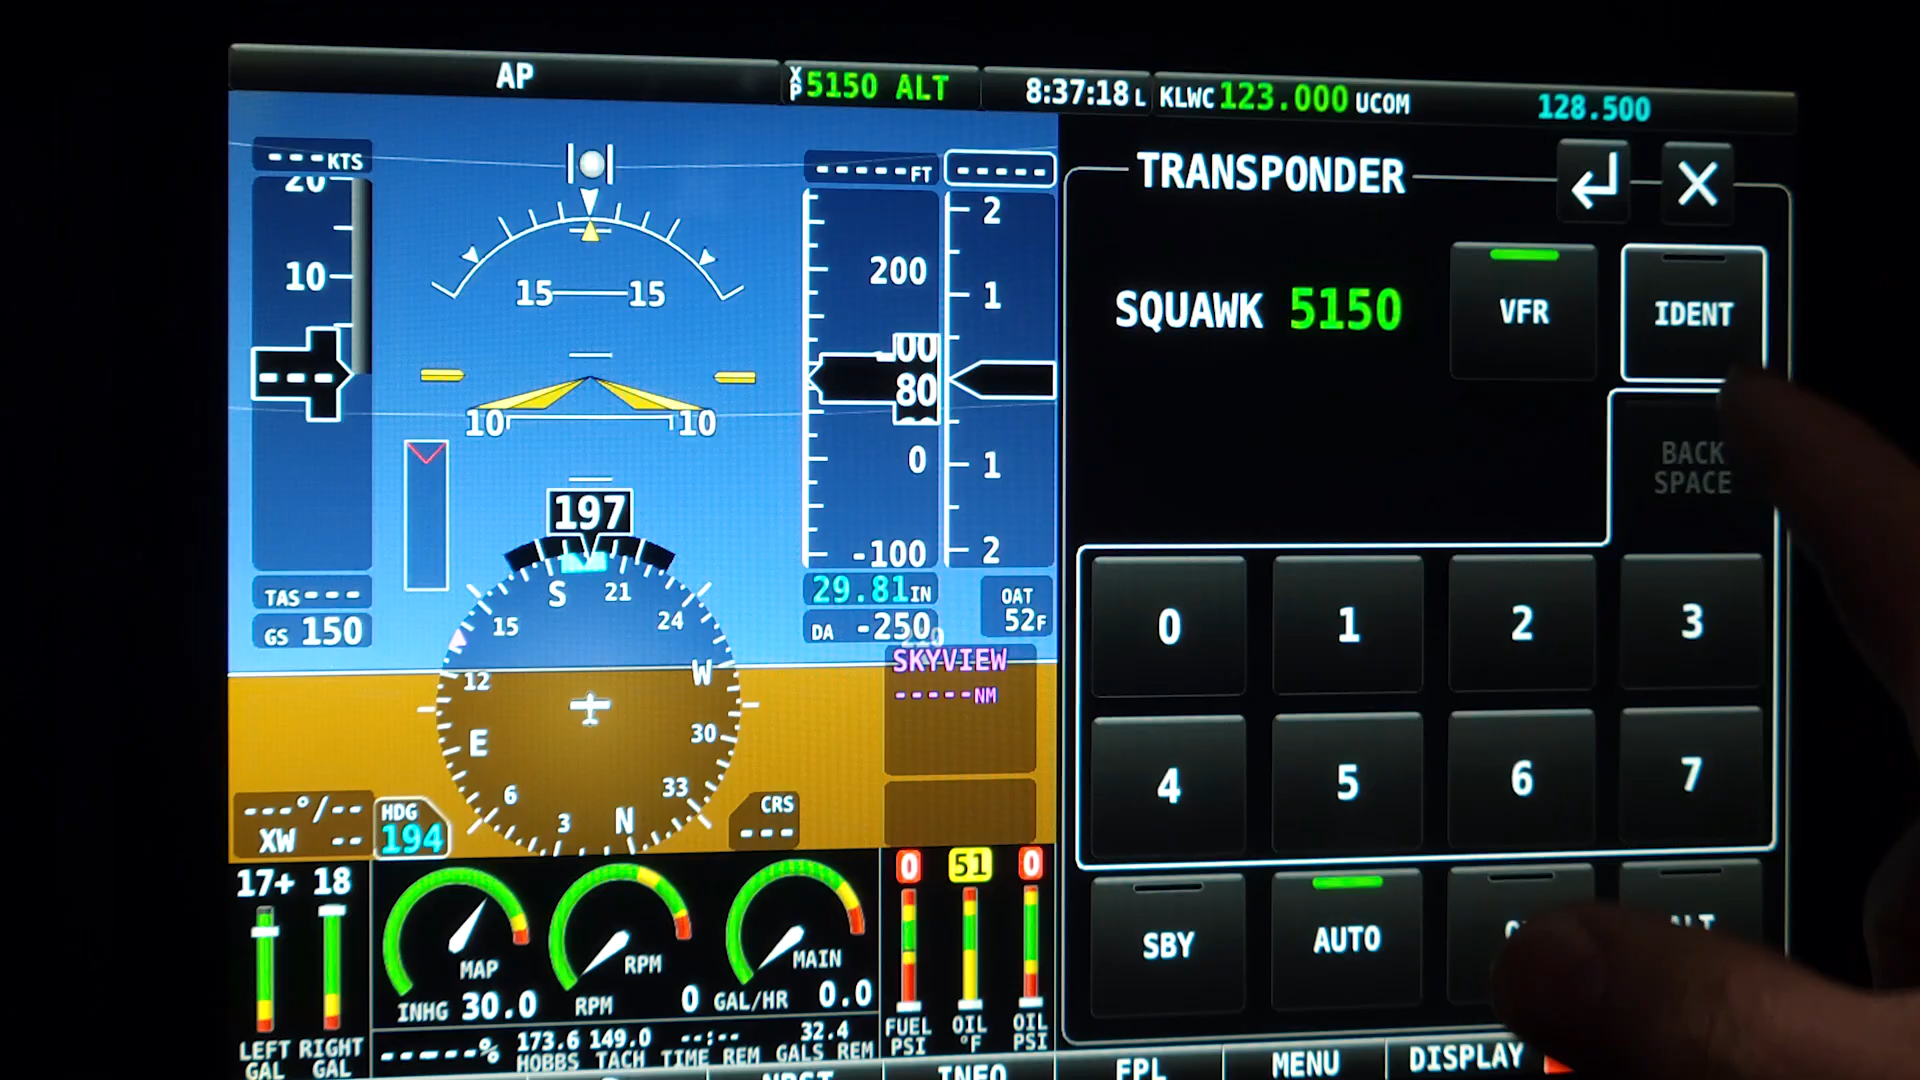 AP
XP 5150 ALT
8:37:18 L
KLWC 123.000 UCOM
128.500
---KTS
20
10
---
TAS---
GS 150
15 15
10 10
-----FT
-----
200
00
80
0
-100
2
1
1
2
29.81IN
DA -250
OAT
52F
197
S 21 24 W 30 33 N 3 6 E 12 15
SKYVIEW
-----NM
---°/--
XW --
HDG
194
CRS
---
TRANSPONDER
SQUAWK 5150
VFR
IDENT
BACK
SPACE
0 1 2 3
4 5 6 7
SBY
AUTO
17+ 18
LEFT
GAL
RIGHT
GAL
MAP
INHG 30.0
RPM
RPM 0
MAIN
GAL/HR 0.0
-----%
173.6
HOBBS
149.0
TACH
--:--
TIME REM
32.4
GALS REM
0
FUEL
PSI
51
OIL
°F
0
OIL
PSI
INFO
FPL
MENU
DISPLAY